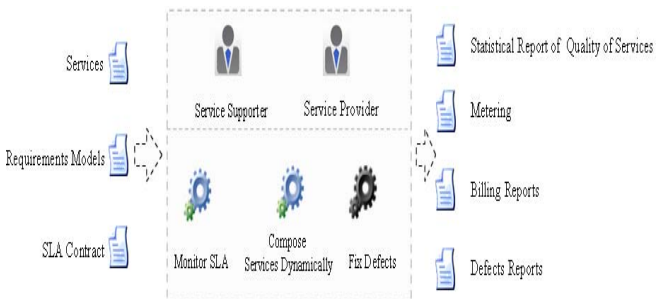 Services
Requirements Models
SLA Contract
Service Supporter
Service Provider
Monitor SLA
Compose
Services Dynamically
Fix Defects
Statistical Report of Quality of Services
Metering
Billing Reports
Defects Reports